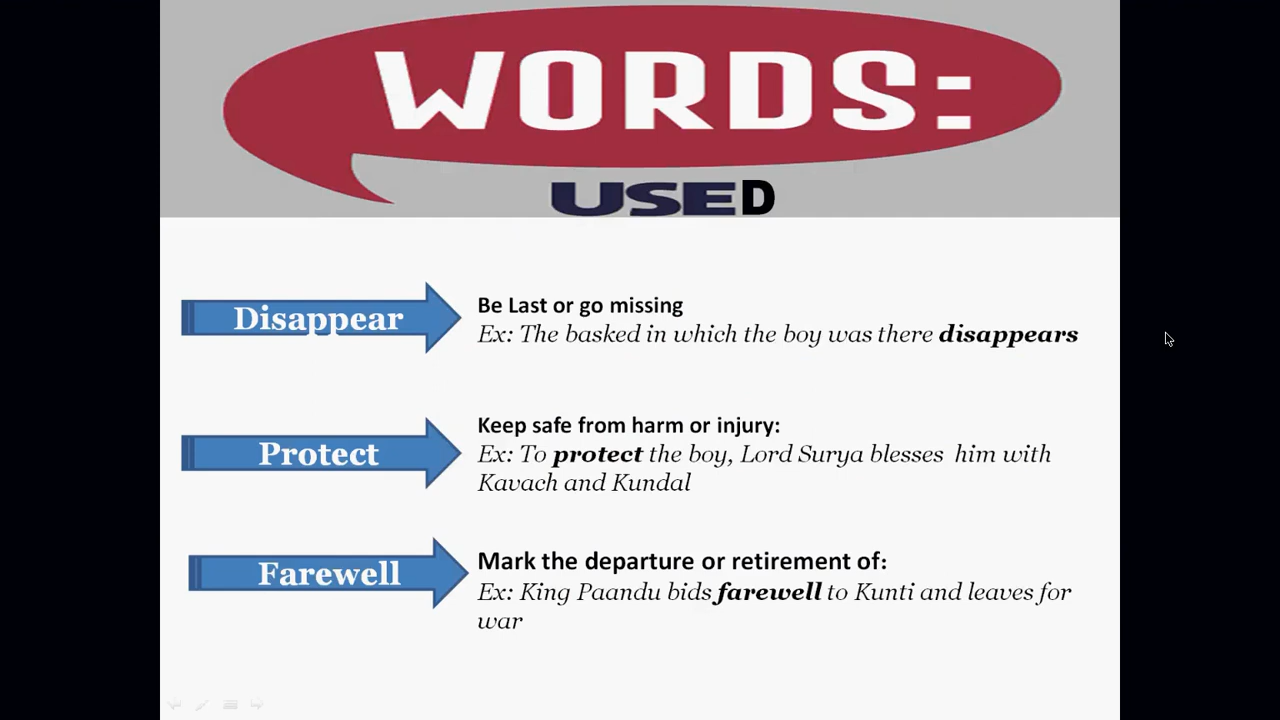 WORDS:
USED
Disappear
Be Last or go missing
Ex: The basked in which the boy was there disappears
Protect
Keep safe from harm or injury:
Ex: To protect the boy, Lord Surya blesses him with
Kavach and Kundal
Farewell
Mark the departure or retirement of:
Ex: King Paandu bids farewell to Kunti and leaves for
war